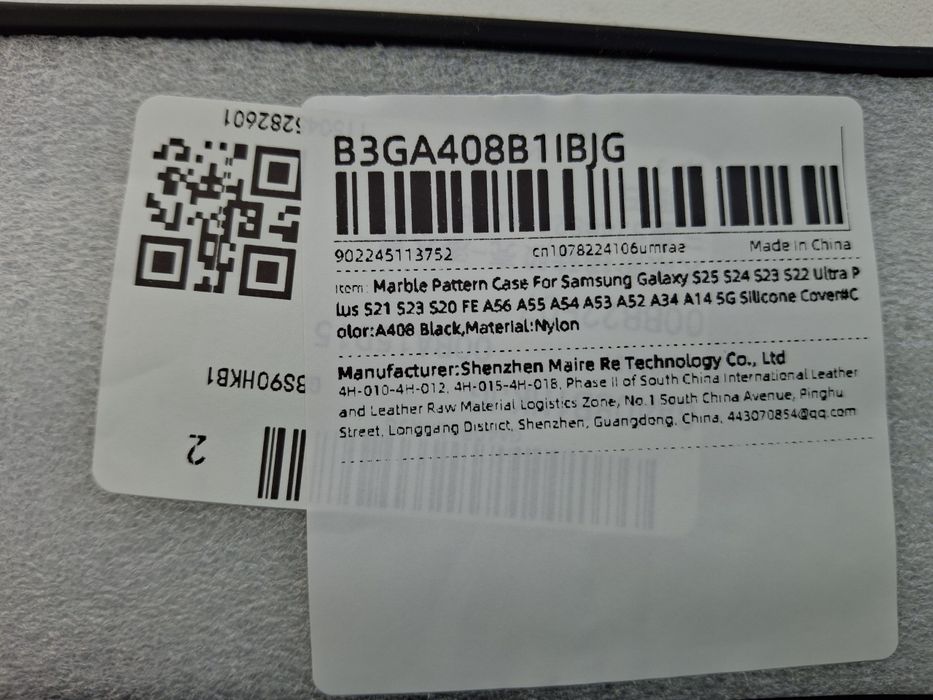 B3GA408B1IBJG
902245113752 cn1078224106umrae Made in China
Item: Marble Pattern Case For Samsung Galaxy S25 S24 S23 S22 Ultra P
lus S21 S23 S20 FE A56 A55 A54 A53 A52 A34 A14 5G Silicone Cover#C
olor:A408 Black,Material:Nylon
Manufacturer:Shenzhen Maire Re Technology Co., Ltd
4H-010-4H-012, 4H-015-4H-018, Phase II of South China International Leather
and Leather Raw Material Logistics Zone, No.1 South China Avenue, Pinghu
Street, Longgang District, Shenzhen, Guangdong, China, 443070854@qq.com
2
BS90HKB1
5282601